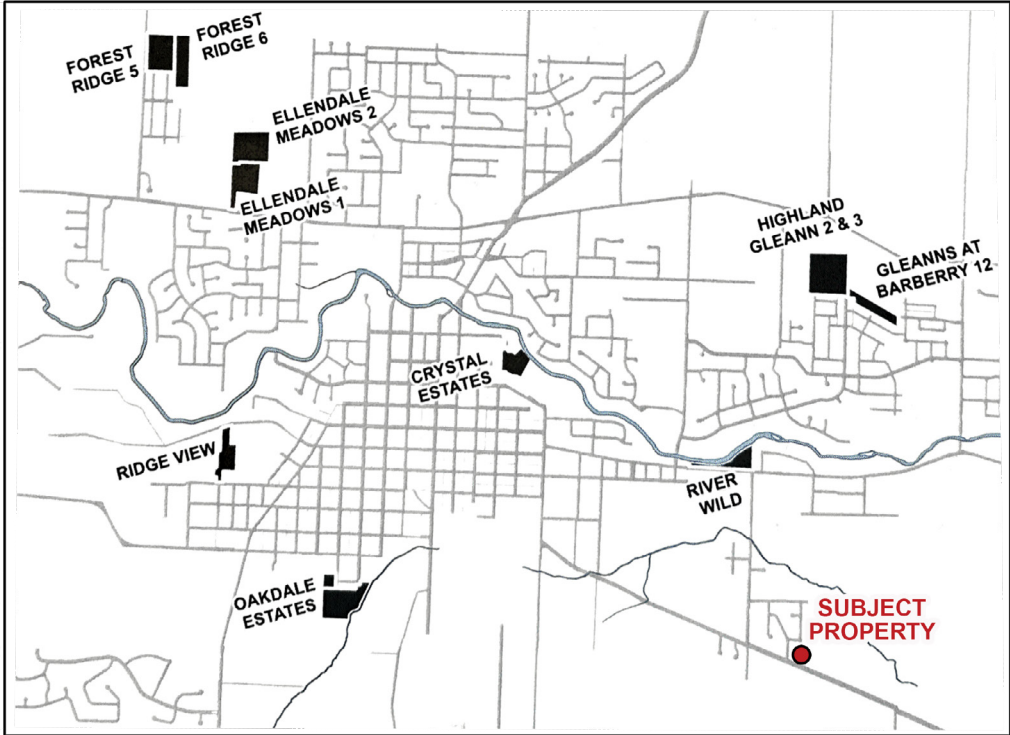 FOREST
RIDGE 5
FOREST
RIDGE 6
ELLENDALE
MEADOWS 2
ELLENDALE
MEADOWS 1
HIGHLAND
GLEANN 2 & 3
GLEANNS AT
BARBERRY 12
CRYSTAL
ESTATES
RIDGE VIEW
RIVER
WILD
OAKDALE
ESTATES
SUBJECT
PROPERTY